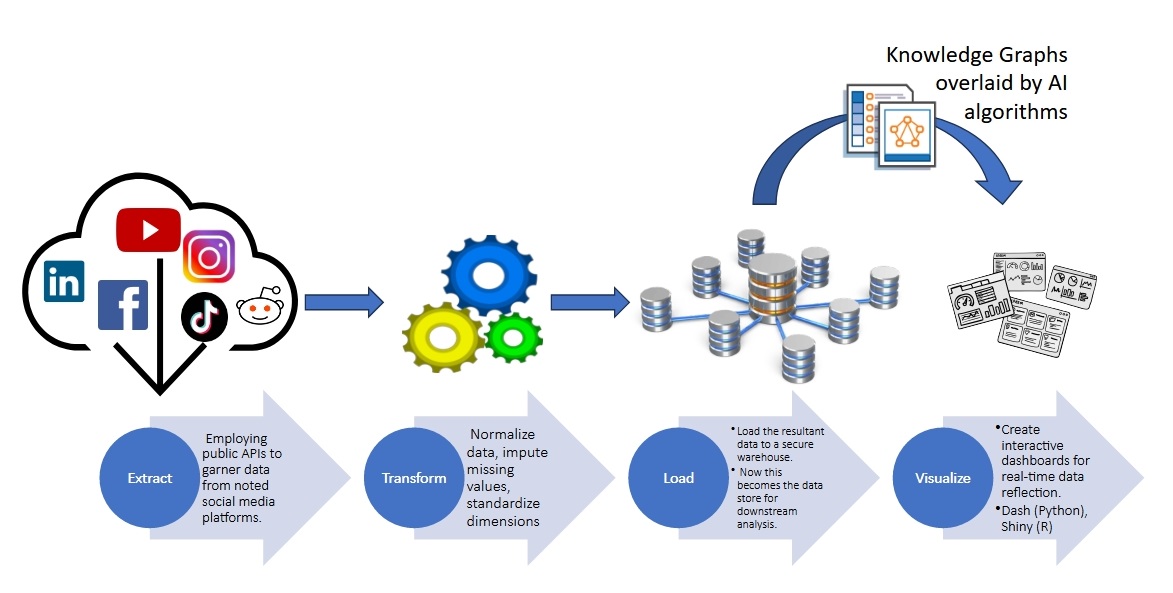 Knowledge Graphs
overlaid by AI
algorithms
in
f
Extract
Employing
public APIs to
garner data
from noted
social media
platforms.
Transform
Normalize
data, impute
missing
values,
standardize
dimensions
Load
• Load the resultant
data to a secure
warehouse.
• Now this
becomes the data
store for
downstream
analysis.
Visualize
•Create
interactive
dashboards for
real-time data
reflection.
•Dash (Python),
Shiny (R)